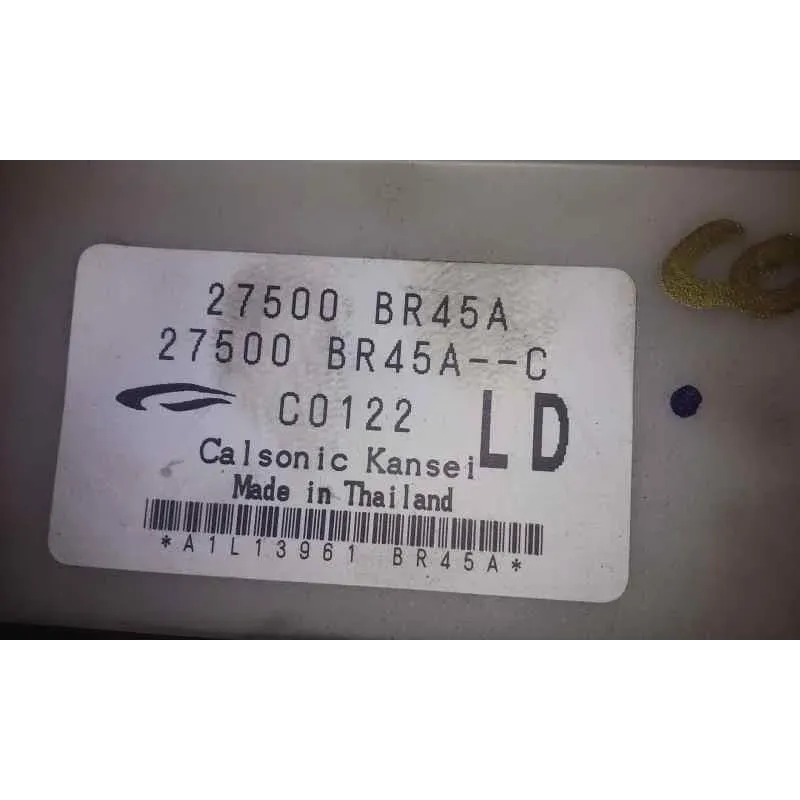 27500 BR45A
27500 BR45A--C
C0122
LD
Calsonic Kansei
Made in Thailand
*A1L13961 BR45A*